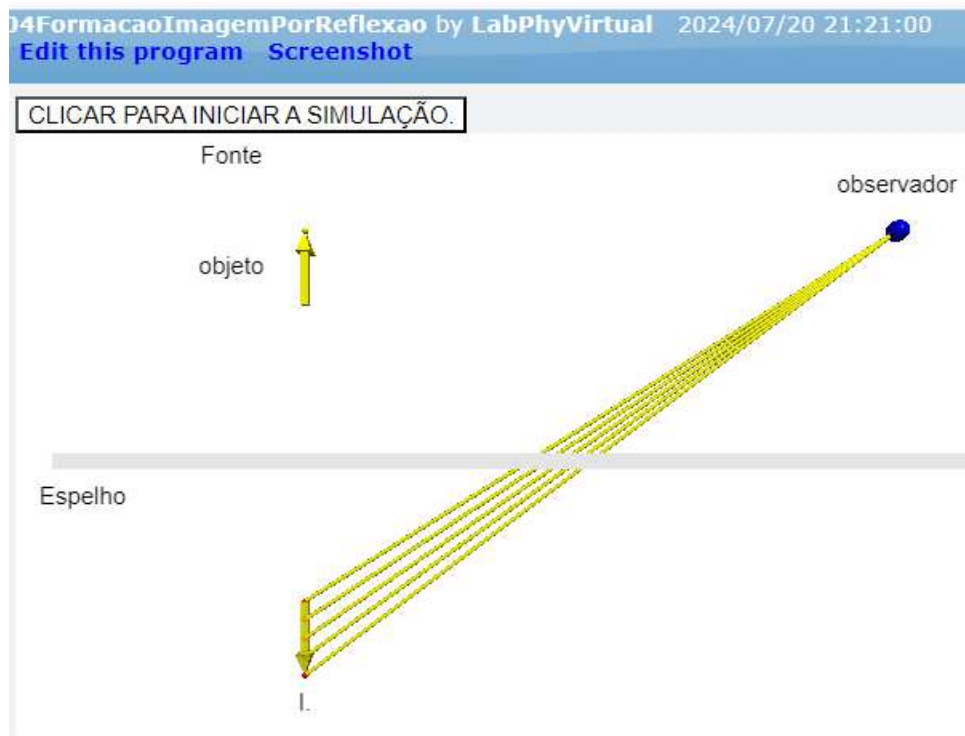 04FormacaoImagemPorReflexao by LabPhyVirtual 2024/07/20 21:21:00
Edit this program Screenshot
CLICAR PARA INICIAR A SIMULAÇÃO.
Fonte
observador
objeto
Espelho
I.